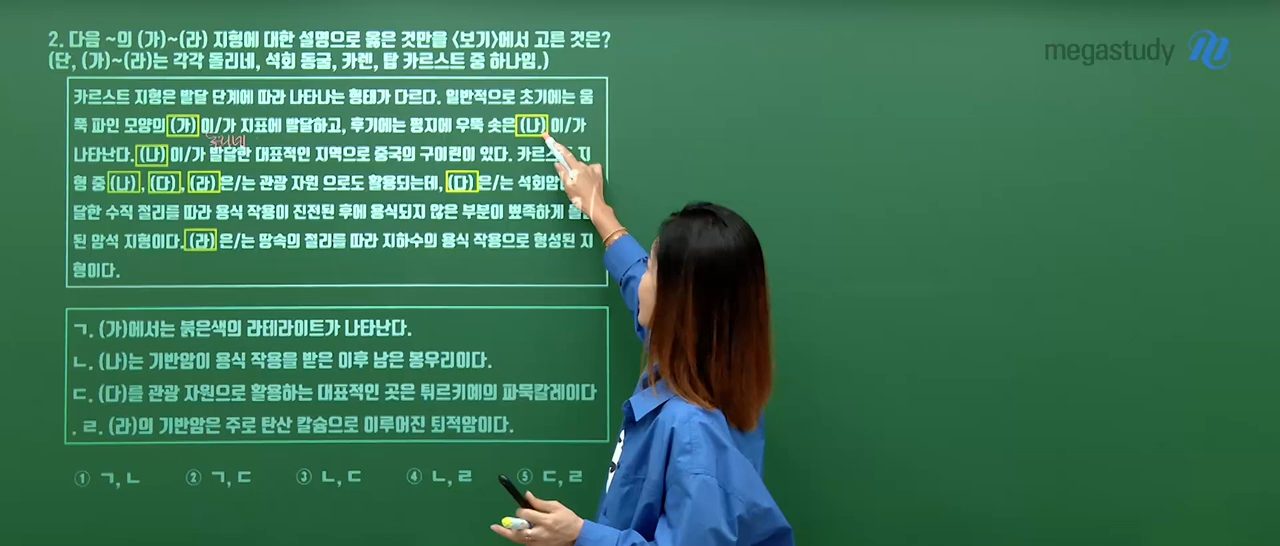 2. 다음 ~의 (가)~(라) 지형에 대한 설명으로 옳은 것만을 <보기>에서 고른 것은?
(단, (가)~(라)는 각각 돌리네, 석회 동굴, 카렌, 탑 카르스트 중 하나임.)
megastudy
카르스트 지형은 발달 단계에 따라 나타나는 형태가 다르다. 일반적으로 초기에는 움
푹 파인 모양의 (가) 이/가 지표에 발달하고, 후기에는 평지에 우뚝 솟은 (나) 이/가
나타난다. (나) 이/가 발달한 대표적인 지역으로 중국의 구이린이 있다. 지
형 중 (나), (다), (라) 은/는 관광 자원 으로도 활용되는데, (다) 은/는
달한 수직 절리를 따라 용식 작용이 진전된 후에 용식되지 않은 부분이 뾰족하게
된 암석 지형이다. (라) 은/는 땅속의 절리를 따라 지하수의 용식 작용으로 형성된 지
형이다.
ㄱ. (가)에서는 붉은색의 라테라이트가 나타난다.
ㄴ. (나)는 기반암이 용식 작용을 받은 이후 남은 봉우리이다.
ㄷ. (다)를 관광 자원으로 활용하는 대표적인 곳은 튀르키예의 파묵칼레이다
. ㄹ. (라)의 기반암은 주로 탄산 칼슘으로 이루어진 퇴적암이다.
① ㄱ,ㄴ ② ㄱ,ㄷ ③ ㄴ,ㄷ ④ ㄴ,ㄹ ⑤ ㄷ,ㄹ